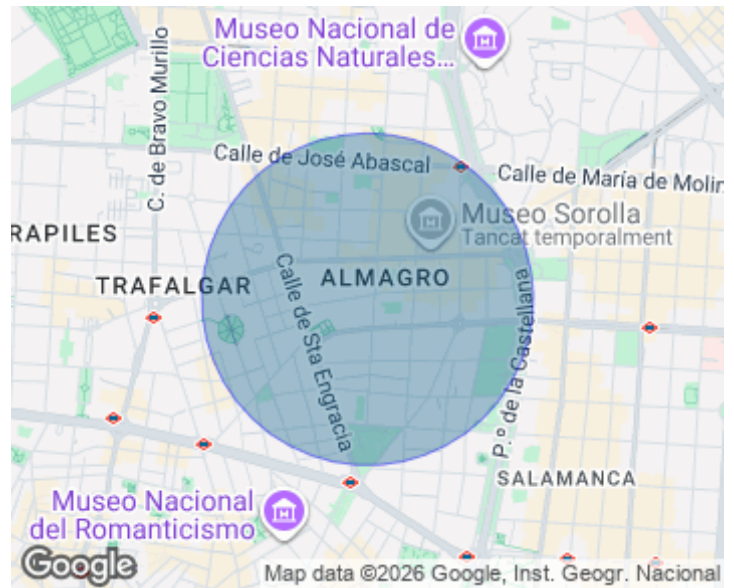 Museo Nacional de
Ciencias Naturales...
C. de Bravo Murillo
Calle de José Abascal
Calle de María de Molin
Museo Sorolla
Tancat temporalment
RAPILES
TRAFALGAR
ALMAGRO
Calle de Sta Engracia
P.º de la Castellana
SALAMANCA
Museo Nacional
del Romanticismo
Google
Map data ©2026 Google, Inst. Geogr. Nacional